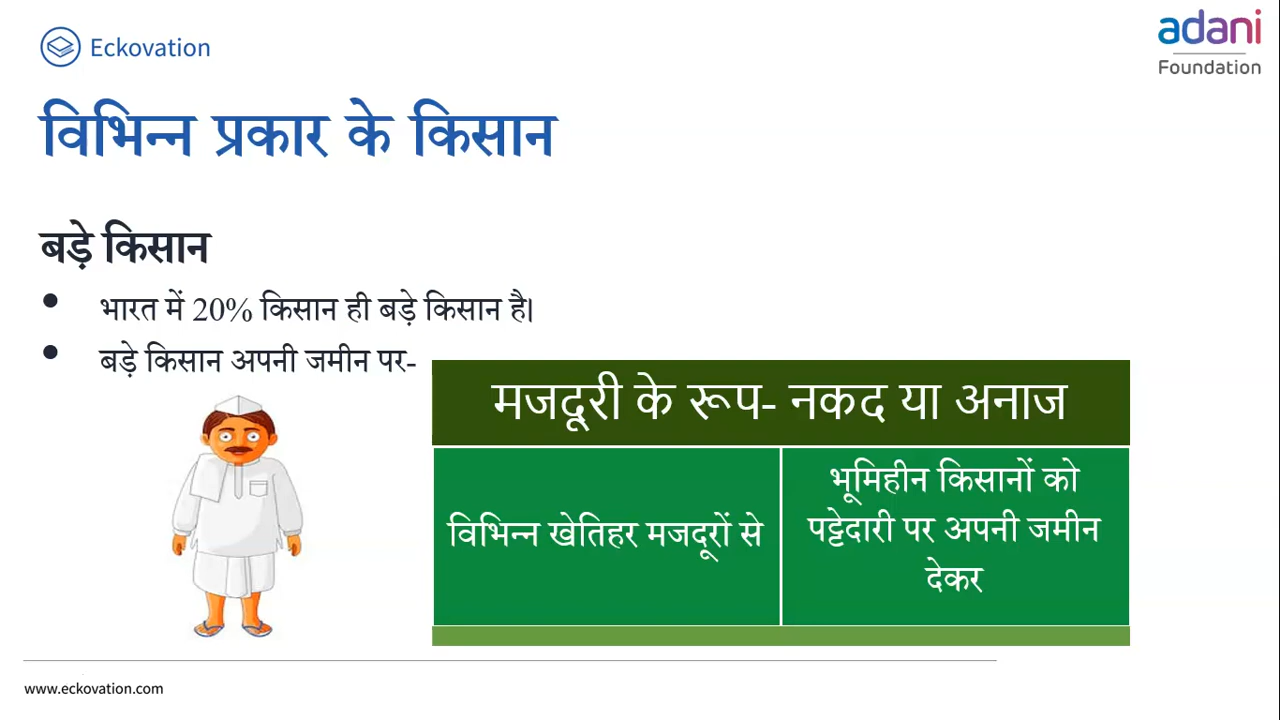 Eckovation
adani
Foundation
विभिन्न प्रकार के किसान
बड़े किसान
• भारत में 20% किसान ही बड़े किसान है।
• बड़े किसान अपनी जमीन पर-
मजदूरी के रूप- नकद या अनाज
विभिन्न खेतिहर मजदूरों से
भूमिहीन किसानों को
पट्टेदारी पर अपनी जमीन
देकर
www.eckovation.com